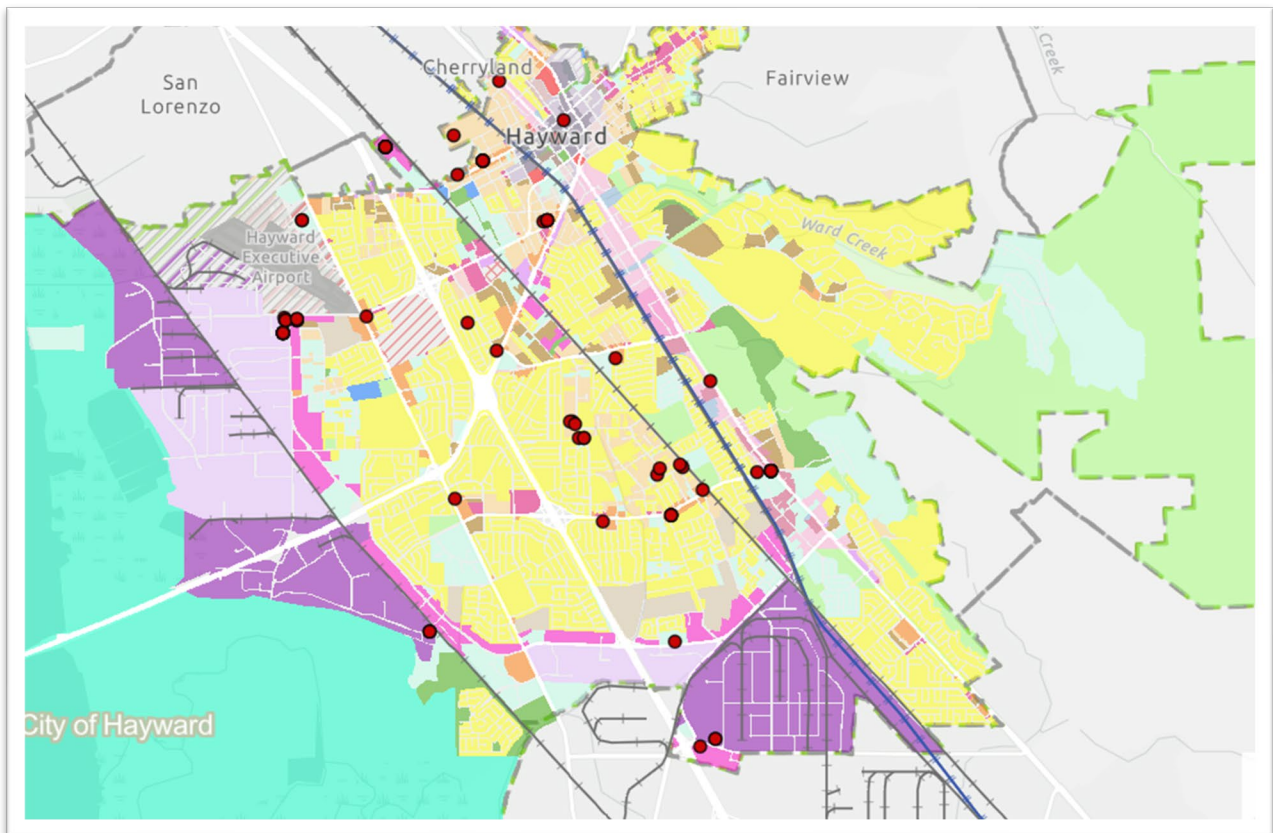 s Creek
Cherryland
San
Lorenzo
Fairview
Hayward
Ward Creek
Hayward
Executive
Airport
City of Hayward